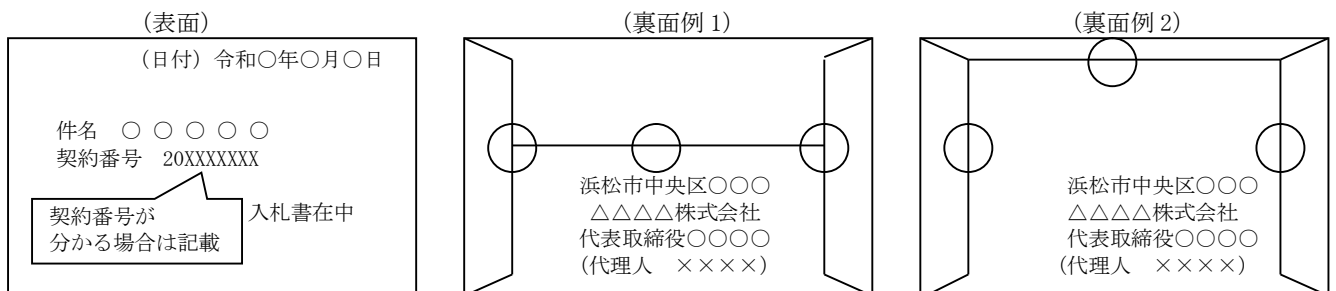 (表面)
(日付) 令和○年○月○日
件名 ○ ○ ○ ○ ○
契約番号 20XXXXXXX
契約番号が
分かる場合は記載
入札書在中
(裏面例 1)
浜松市中央区○○○
△△△△株式会社
代表取締役○○○○
(代理人 ××××)
(裏面例 2)
浜松市中央区○○○
△△△△株式会社
代表取締役○○○○
(代理人 ××××)